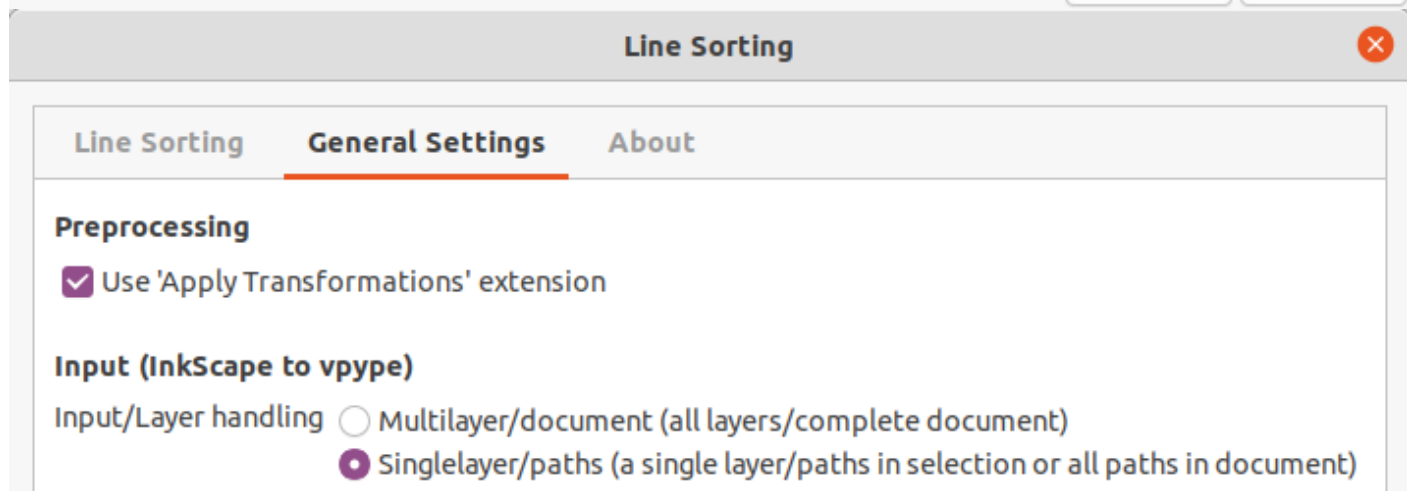 Line Sorting
Line Sorting General Settings About
Preprocessing
Use 'Apply Transformations' extension
Input (InkScape to vpype)
Input/Layer handling Multilayer/document (all layers/complete document)
Singlelayer/paths (a single layer/paths in selection or all paths in document)